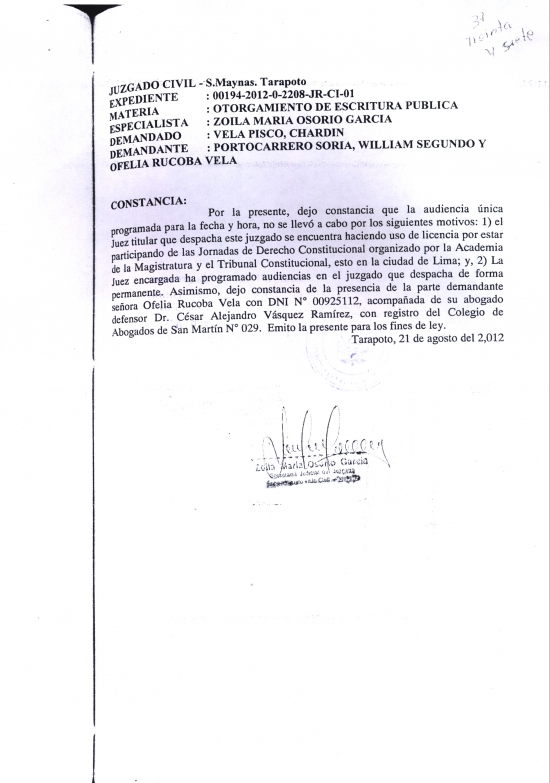 37
Treinta
y siete
JUZGADO CIVIL - S.Maynas. Tarapoto
EXPEDIENTE : 00194-2012-0-2208-JR-CI-01
MATERIA : OTORGAMIENTO DE ESCRITURA PUBLICA
ESPECIALISTA : ZOILA MARIA OSORIO GARCIA
DEMANDADO : VELA PISCO, CHARDIN
DEMANDANTE : PORTOCARRERO SORIA, WILLIAM SEGUNDO Y
OFELIA RUCOBA VELA
CONSTANCIA:
Por la presente, dejo constancia que la audiencia única
programada para la fecha y hora, no se llevó a cabo por los siguientes motivos: 1) el
Juez titular que despacha este juzgado se encuentra haciendo uso de licencia por estar
participando de las Jornadas de Derecho Constitucional organizado por la Academia
de la Magistratura y el Tribunal Constitucional, esto en la ciudad de Lima; y, 2) La
Juez encargada ha programado audiencias en el juzgado que despacha de forma
permanente. Asimismo, dejo constancia de la presencia de la parte demandante
señora Ofelia Rucoba Vela con DNI N° 00925112, acompañada de su abogado
defensor Dr. César Alejandro Vásquez Ramírez, con registro del Colegio de
Abogados de San Martín N° 029. Emito la presente para los fines de ley.
Tarapoto, 21 de agosto del 2,012
Zoila María Osorio García